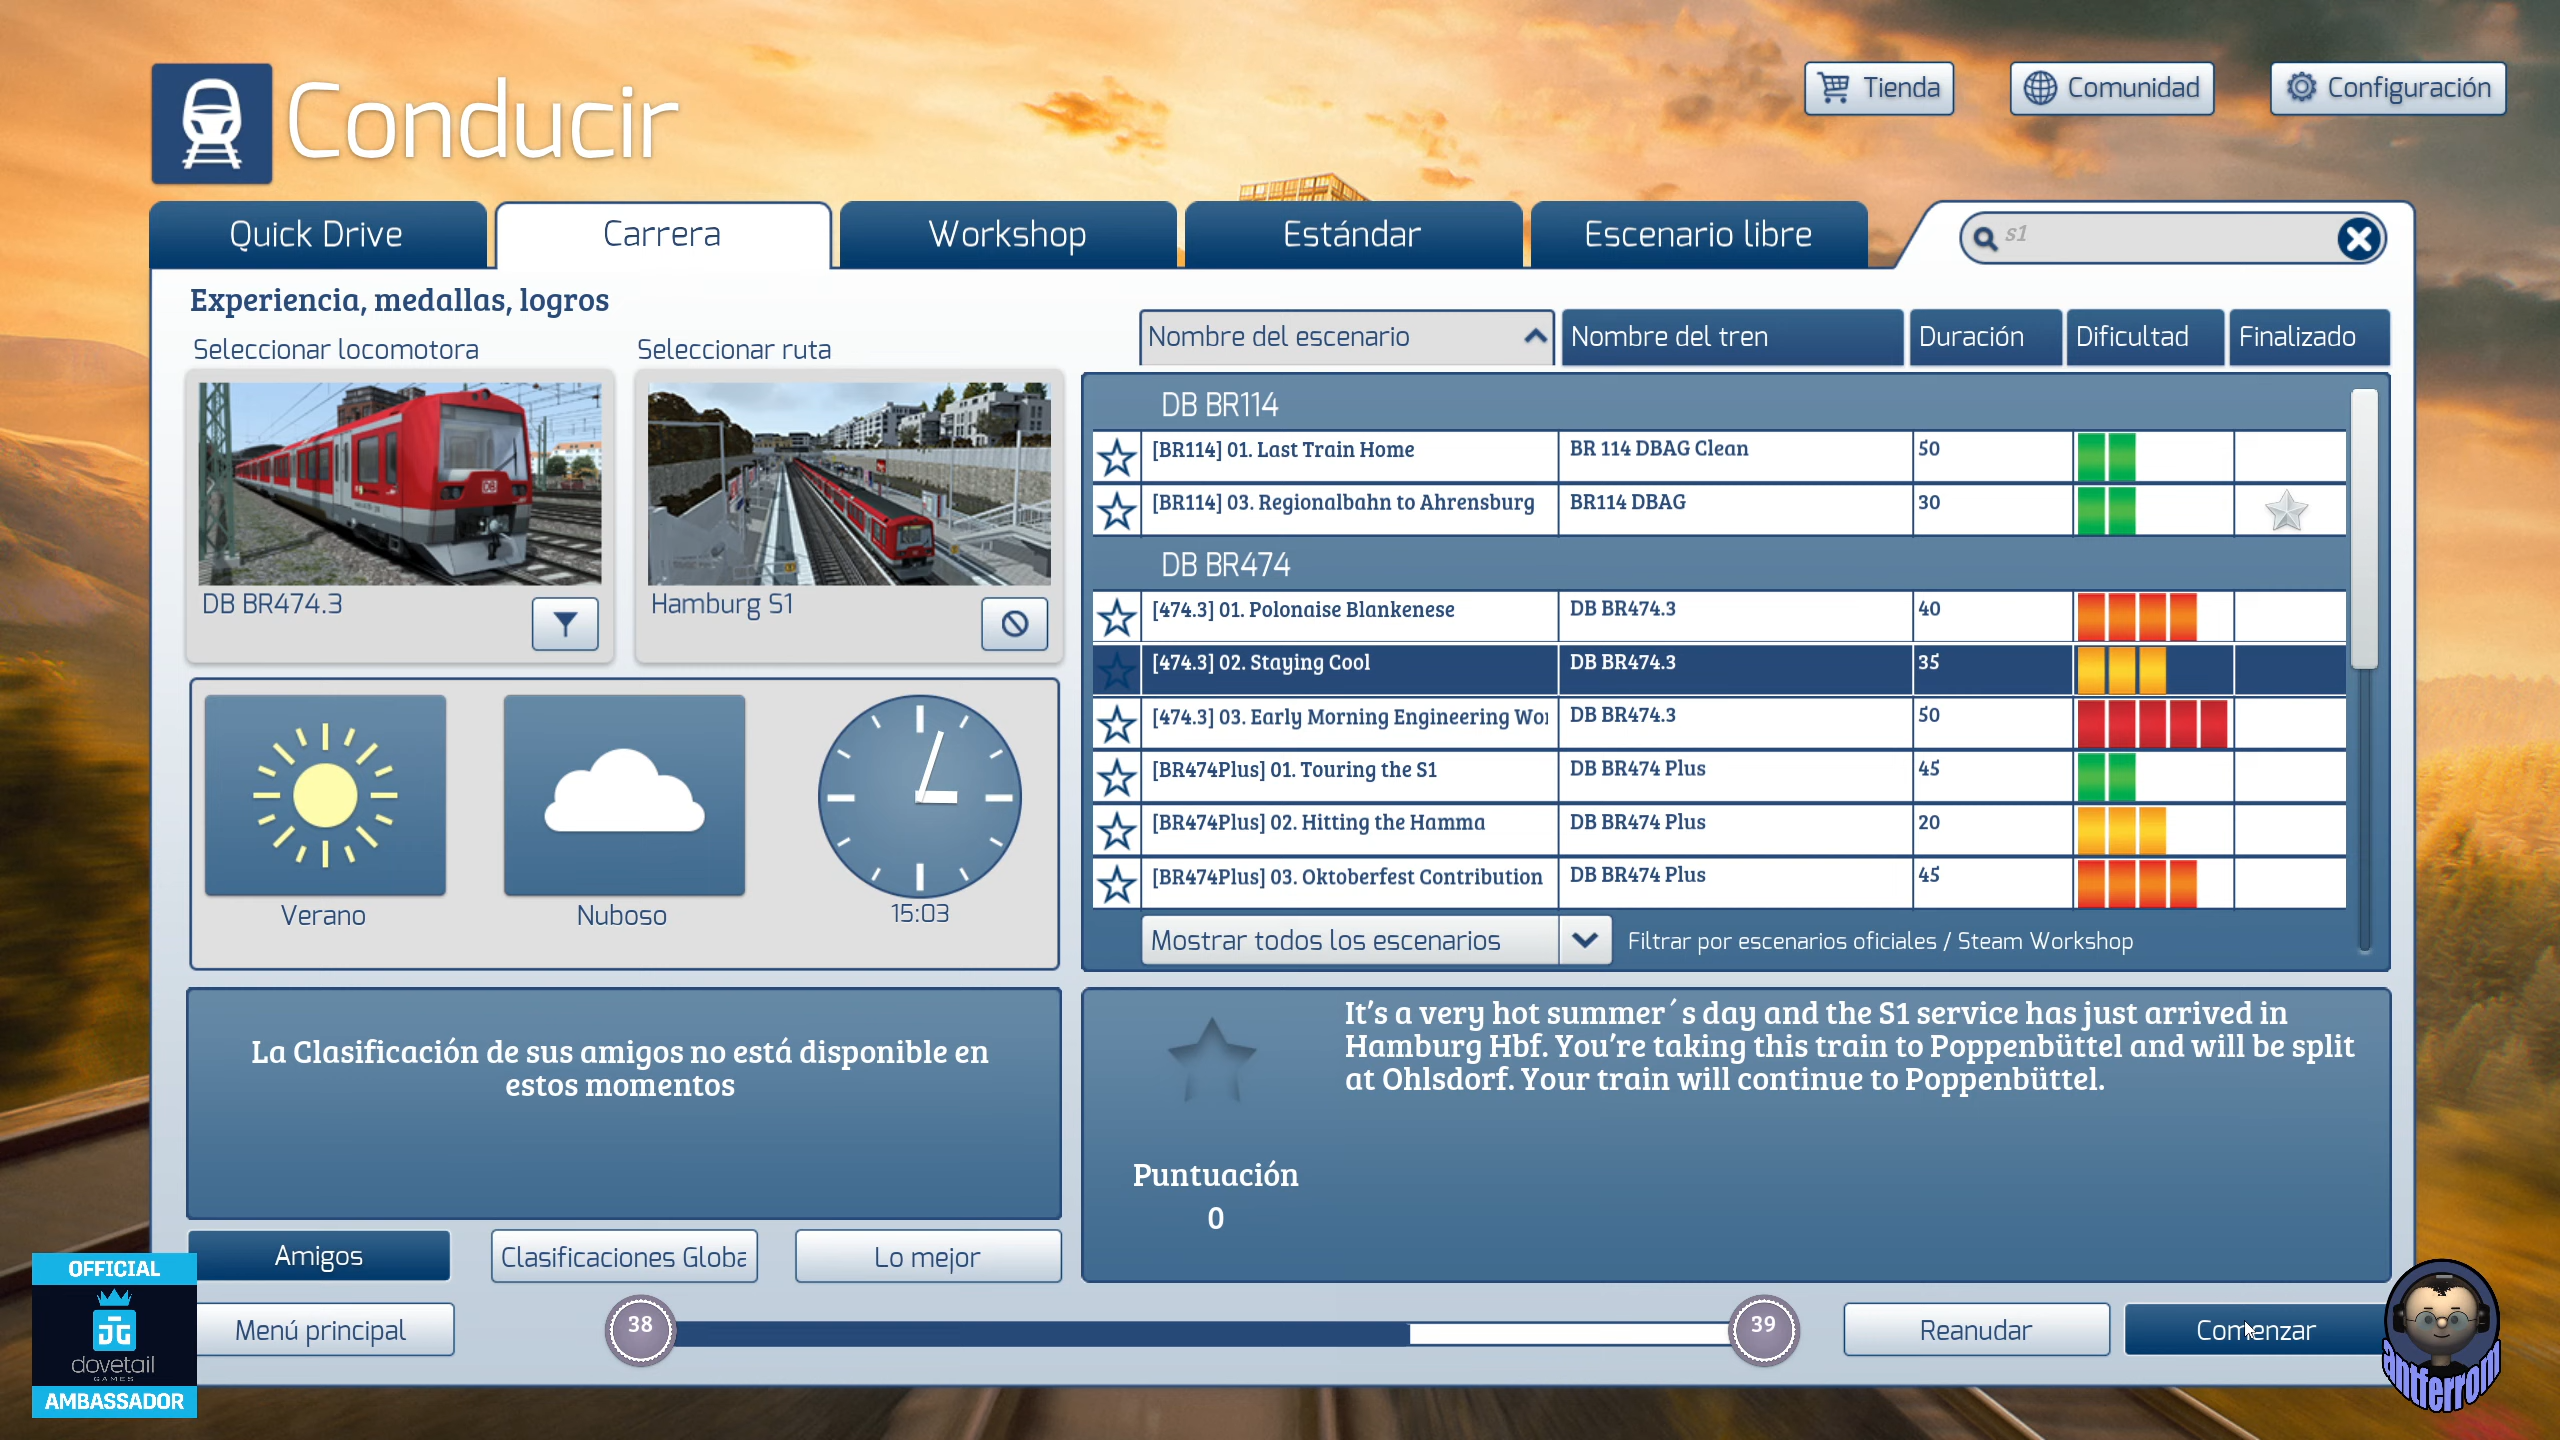 Conducir
Tienda
Comunidad
Configuración
Quick Drive
Carrera
Workshop
Estándar
Escenario libre
s1
Experiencia, medallas, logros
Seleccionar locomotora
Seleccionar ruta
DB BR474.3
Hamburg S1
Verano
Nuboso
15:03
Nombre del escenario
Nombre del tren
Duración
Dificultad
Finalizado
DB BR114
[BR114] 01. Last Train Home
BR 114 DBAG Clean
50
[BR114] 03. Regionalbahn to Ahrensburg
BR114 DBAG
30
DB BR474
[474.3] 01. Polonaise Blankenese
DB BR474.3
40
[474.3] 02. Staying Cool
DB BR474.3
35
[474.3] 03. Early Morning Engineering Wor
DB BR474.3
50
[BR474Plus] 01. Touring the S1
DB BR474 Plus
45
[BR474Plus] 02. Hitting the Hamma
DB BR474 Plus
20
[BR474Plus] 03. Oktoberfest Contribution
DB BR474 Plus
45
Mostrar todos los escenarios
Filtrar por escenarios oficiales / Steam Workshop
La Clasificación de sus amigos no está disponible en
estos momentos
It's a very hot summer´s day and the S1 service has just arrived in
Hamburg Hbf. You're taking this train to Poppenbüttel and will be split
at Ohlsdorf. Your train will continue to Poppenbüttel.
Puntuación
0
Amigos
Clasificaciones Globa
Lo mejor
Menú principal
38
39
Reanudar
Comenzar
OFFICIAL
dovetail
GAMES
AMBASSADOR
antferrom